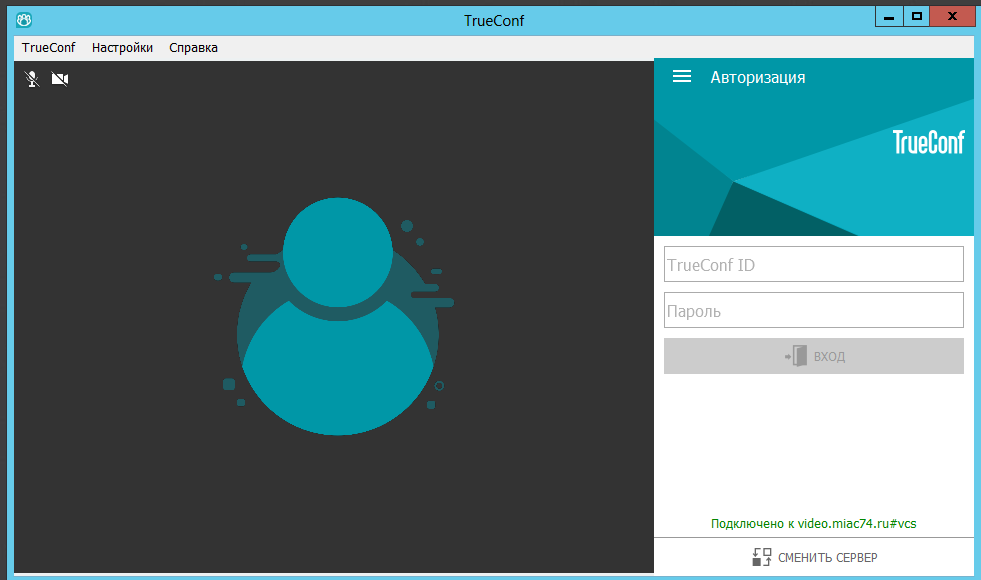 TrueConf
TrueConf Настройки Справка
Авторизация
TrueConf
TrueConf ID
Пароль
ВХОД
Подключено к video.miac74.ru#vcs
СМЕНИТЬ СЕРВЕР